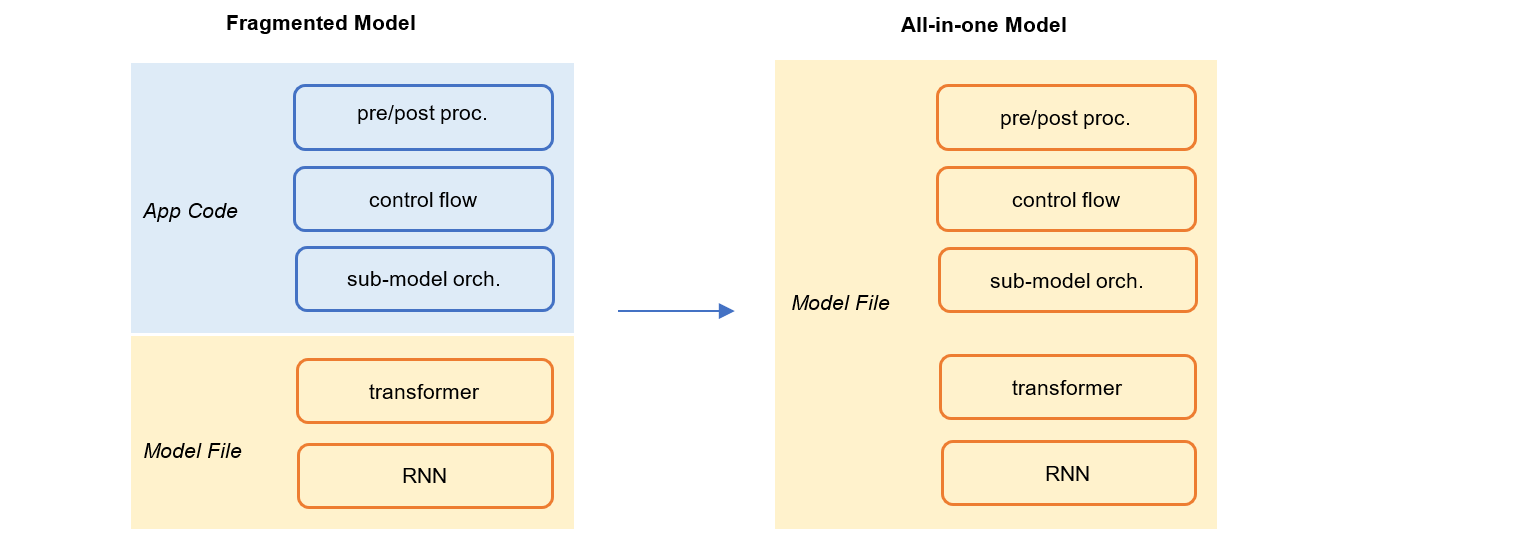 Fragmented Model
pre/post proc.
control flow
App Code
sub-model orch.
transformer
Model File
RNN
All-in-one Model
pre/post proc.
control flow
sub-model orch.
Model File
transformer
RNN